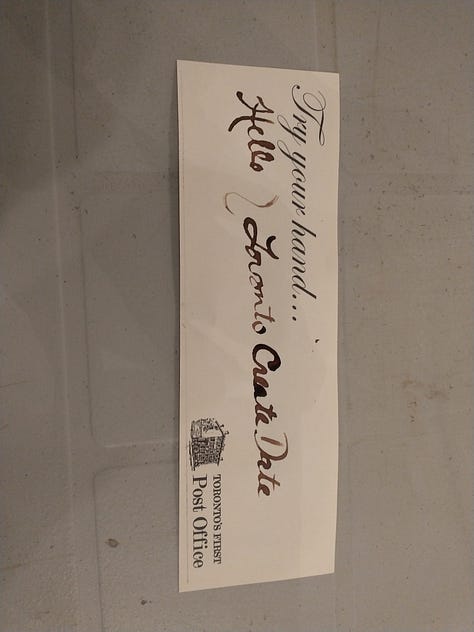 Try your hand...
Hello Toronto Create Date
TORONTO'S FIRST
Post Office